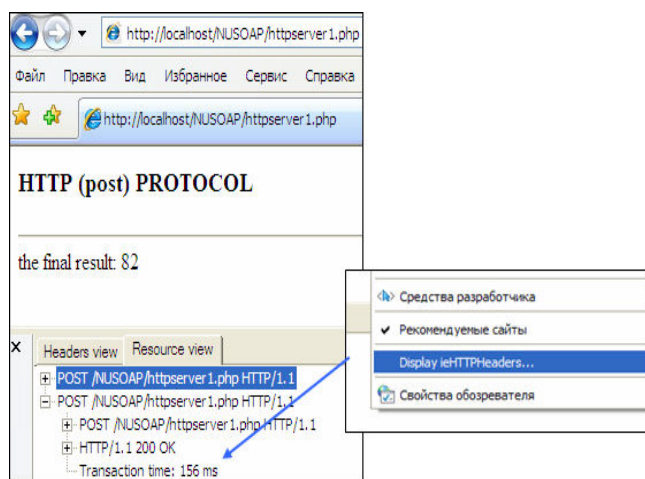 http://localhost/NUSOAP/httpserver1.php
Файл Правка Вид Избранное Сервис Справка
http://localhost/NUSOAP/httpserver1.php
HTTP (post) PROTOCOL
the final result: 82
X Headers view Resource view
POST /NUSOAP/httpserver1.php HTTP/1.1
POST /NUSOAP/httpserver1.php HTTP/1.1
POST /NUSOAP/httpserver1.php HTTP/1.1
HTTP/1.1 200 OK
Transaction time: 156 ms
Средства разработчика
Рекомендуемые сайты
Display ieHTTPHeaders...
Свойства обозревателя